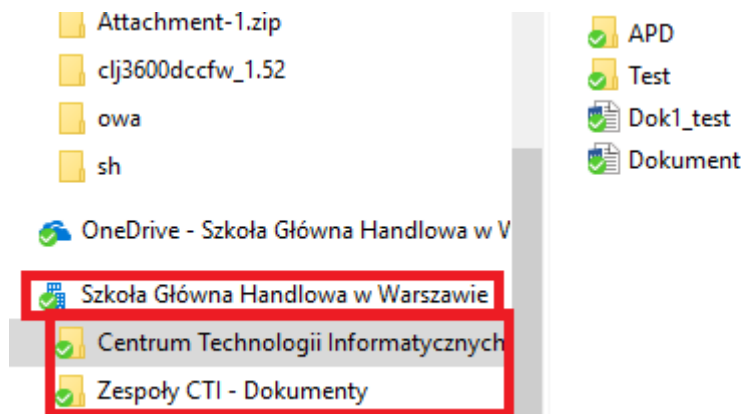 Attachment-1.zip
clj3600dccfw_1.52
owa
sh
OneDrive - Szkoła Główna Handlowa w W
Szkoła Główna Handlowa w Warszawie
Centrum Technologii Informatycznych
Zespoły CTI - Dokumenty
APD
Test
Dok1_test
Dokument